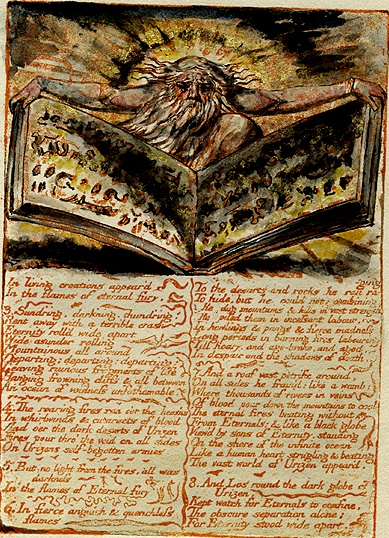 In living creations appear'd
In the flames of eternal fury.
3. Sund'ring, dark'ning, thund'ring!
Rent away with a terrible crash
Eternity roll'd wide apart
Wide asunder rolling
Mountainous all around
Departing; departing; departing:
Leaving ruinous fragments of life
Hanging frowning cliffs & all between
An ocean of voidness unfathomable
4. The roaring fires ran o'er the heav'ns
In whirlwinds & cataracts of blood
And o'er the dark desarts of Urizen
Fires pour thro' the void on all sides
On Urizens self-begotten armies.
5. But no light from the fires. all was
darkness
In the flames of Eternal fury
6. In fierce anguish & quenchless
flames
To the desarts and rocks he ran
raging
To hide, but he could not: combining
He dug mountains & hills in vast strength
He piled them in incessant labour,
In howlings & pangs & fierce madness
Long periods in burning fires labouring
Till hoary, and age-broke, and aged,
In despair and the shadows of death.
7. And a roof vast petrific around
On all sides he fram'd: like a womb;
Where thousands of rivers in veins
Of blood pour down the mountains to cool
The eternal fires beating without
From Eternals; & like a black globe
View'd by sons of Eternity, standing
On the shore of the infinite ocean
Like a human heart strugling & beating
The vast world of Urizen appear'd.
8. And Los round the dark globe of
Urizen,
Kept watch for Eternals to confine,
The obscure separation alone;
For Eternity stood wide apart,